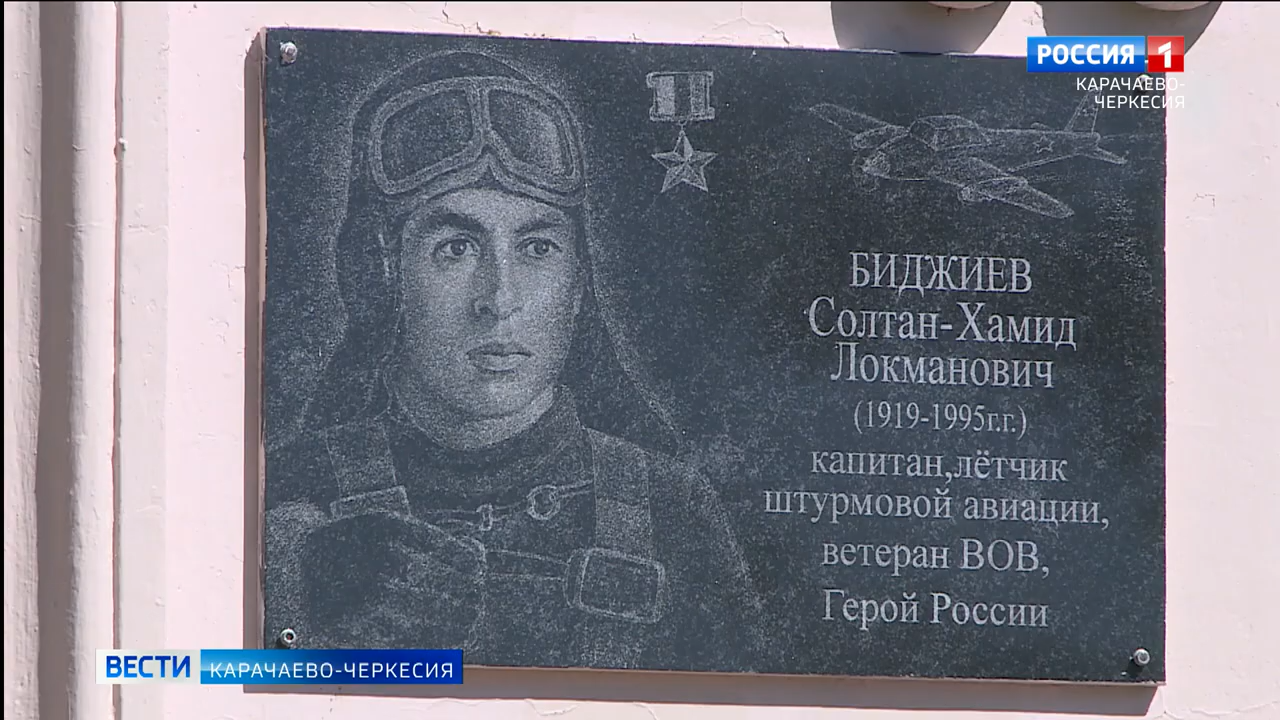 РОССИЯ 1
КАРАЧАЕВО-
ЧЕРКЕСИЯ
БИДЖИЕВ
Солтан-Хамид
Локманович
(1919-1995г.г.)
капитан,лётчик
штурмовой авиации,
ветеран ВОВ,
Герой России
ВЕСТИ КАРАЧАЕВО-ЧЕРКЕСИЯ